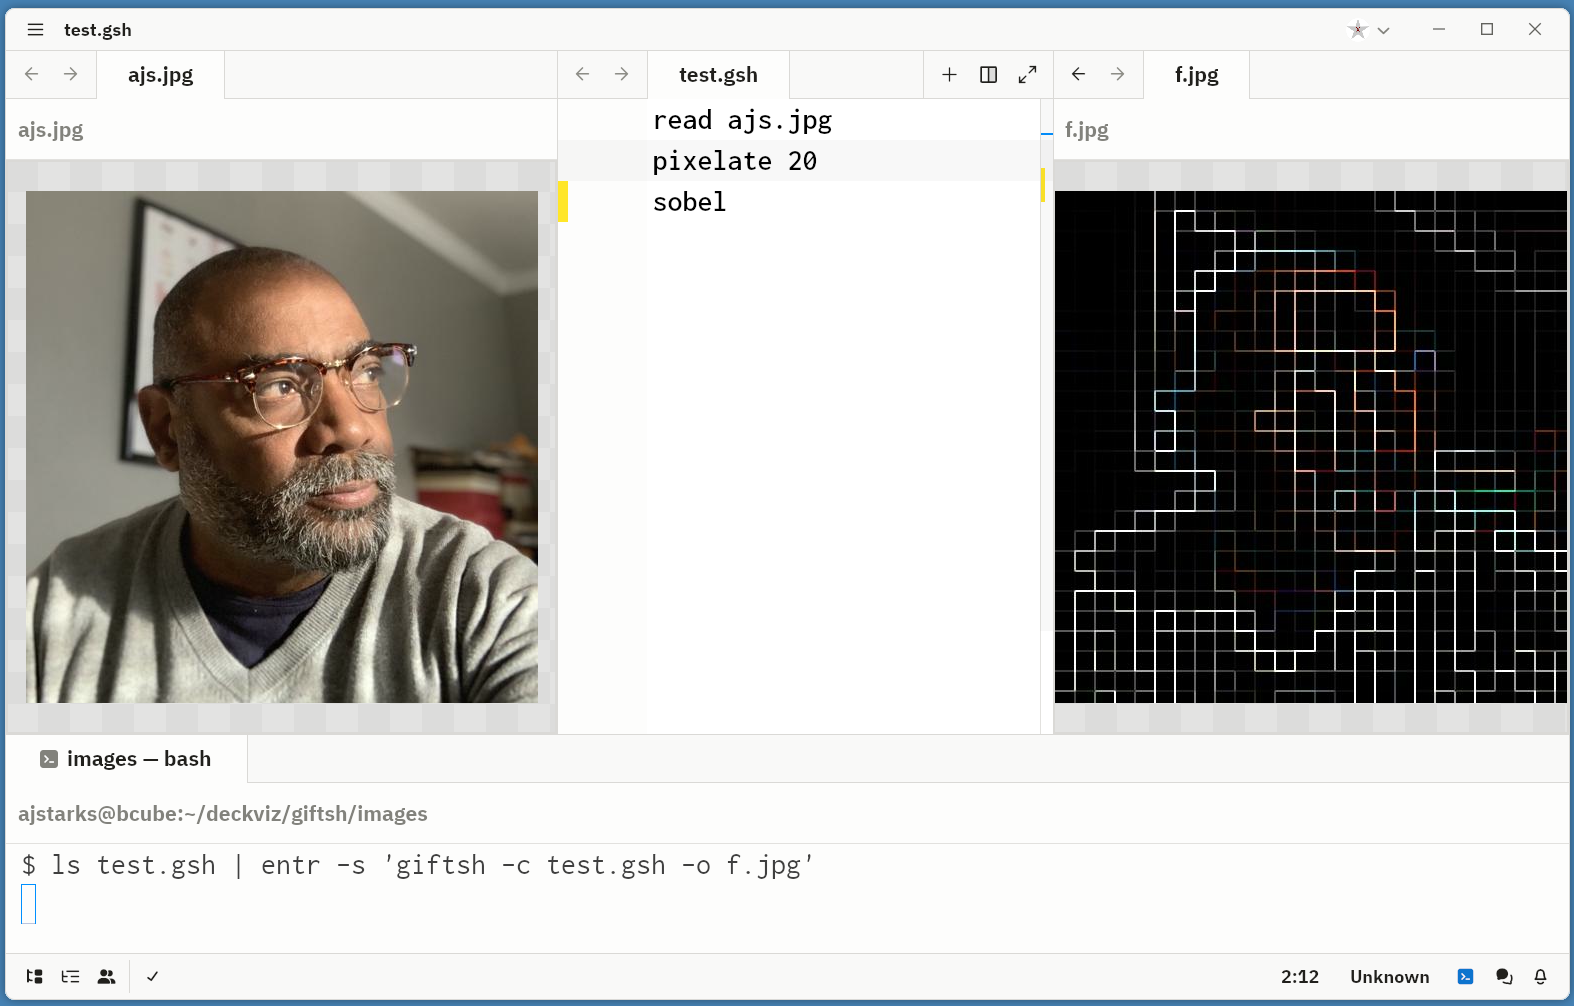 test.gsh
ajs.jpg
test.gsh
f.jpg
ajs.jpg
read ajs.jpg
pixelate 20
sobel
f.jpg
images — bash
ajstarks@bcube:~/deckviz/giftsh/images
$ ls test.gsh | entr -s 'giftsh -c test.gsh -o f.jpg'
2:12 Unknown